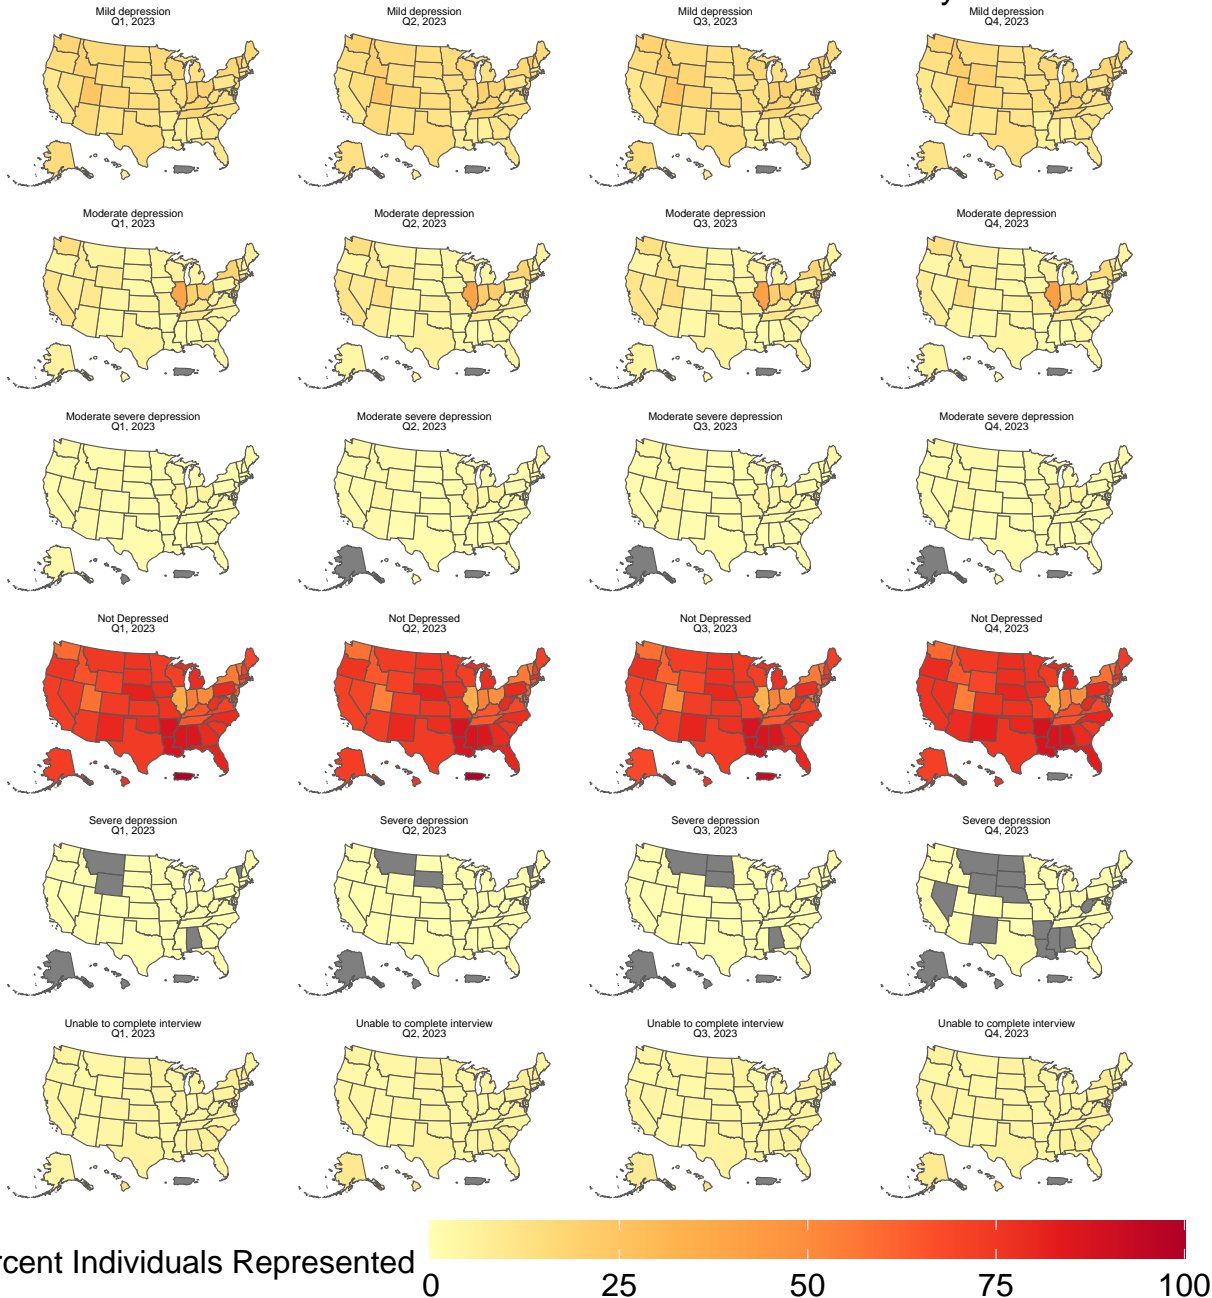 Mild depression
Q1, 2023
Mild depression
Q2, 2023
Mild depression
Q3, 2023
Mild depression
Q4, 2023
Moderate depression
Q1, 2023
Moderate depression
Q2, 2023
Moderate depression
Q3, 2023
Moderate depression
Q4, 2023
Moderate severe depression
Q1, 2023
Moderate severe depression
Q2, 2023
Moderate severe depression
Q3, 2023
Moderate severe depression
Q4, 2023
Not Depressed
Q1, 2023
Not Depressed
Q2, 2023
Not Depressed
Q3, 2023
Not Depressed
Q4, 2023
Severe depression
Q1, 2023
Severe depression
Q2, 2023
Severe depression
Q3, 2023
Severe depression
Q4, 2023
Unable to complete interview
Q1, 2023
Unable to complete interview
Q2, 2023
Unable to complete interview
Q3, 2023
Unable to complete interview
Q4, 2023
rcent Individuals Represented
0 25 50 75 100